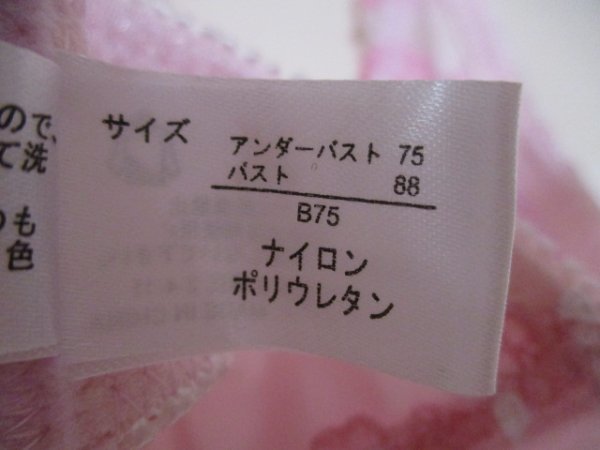 ので、
て洗
も
色
サイズ
アンダーバスト 75
バスト 88
B75
ナイロン
ポリウレタン